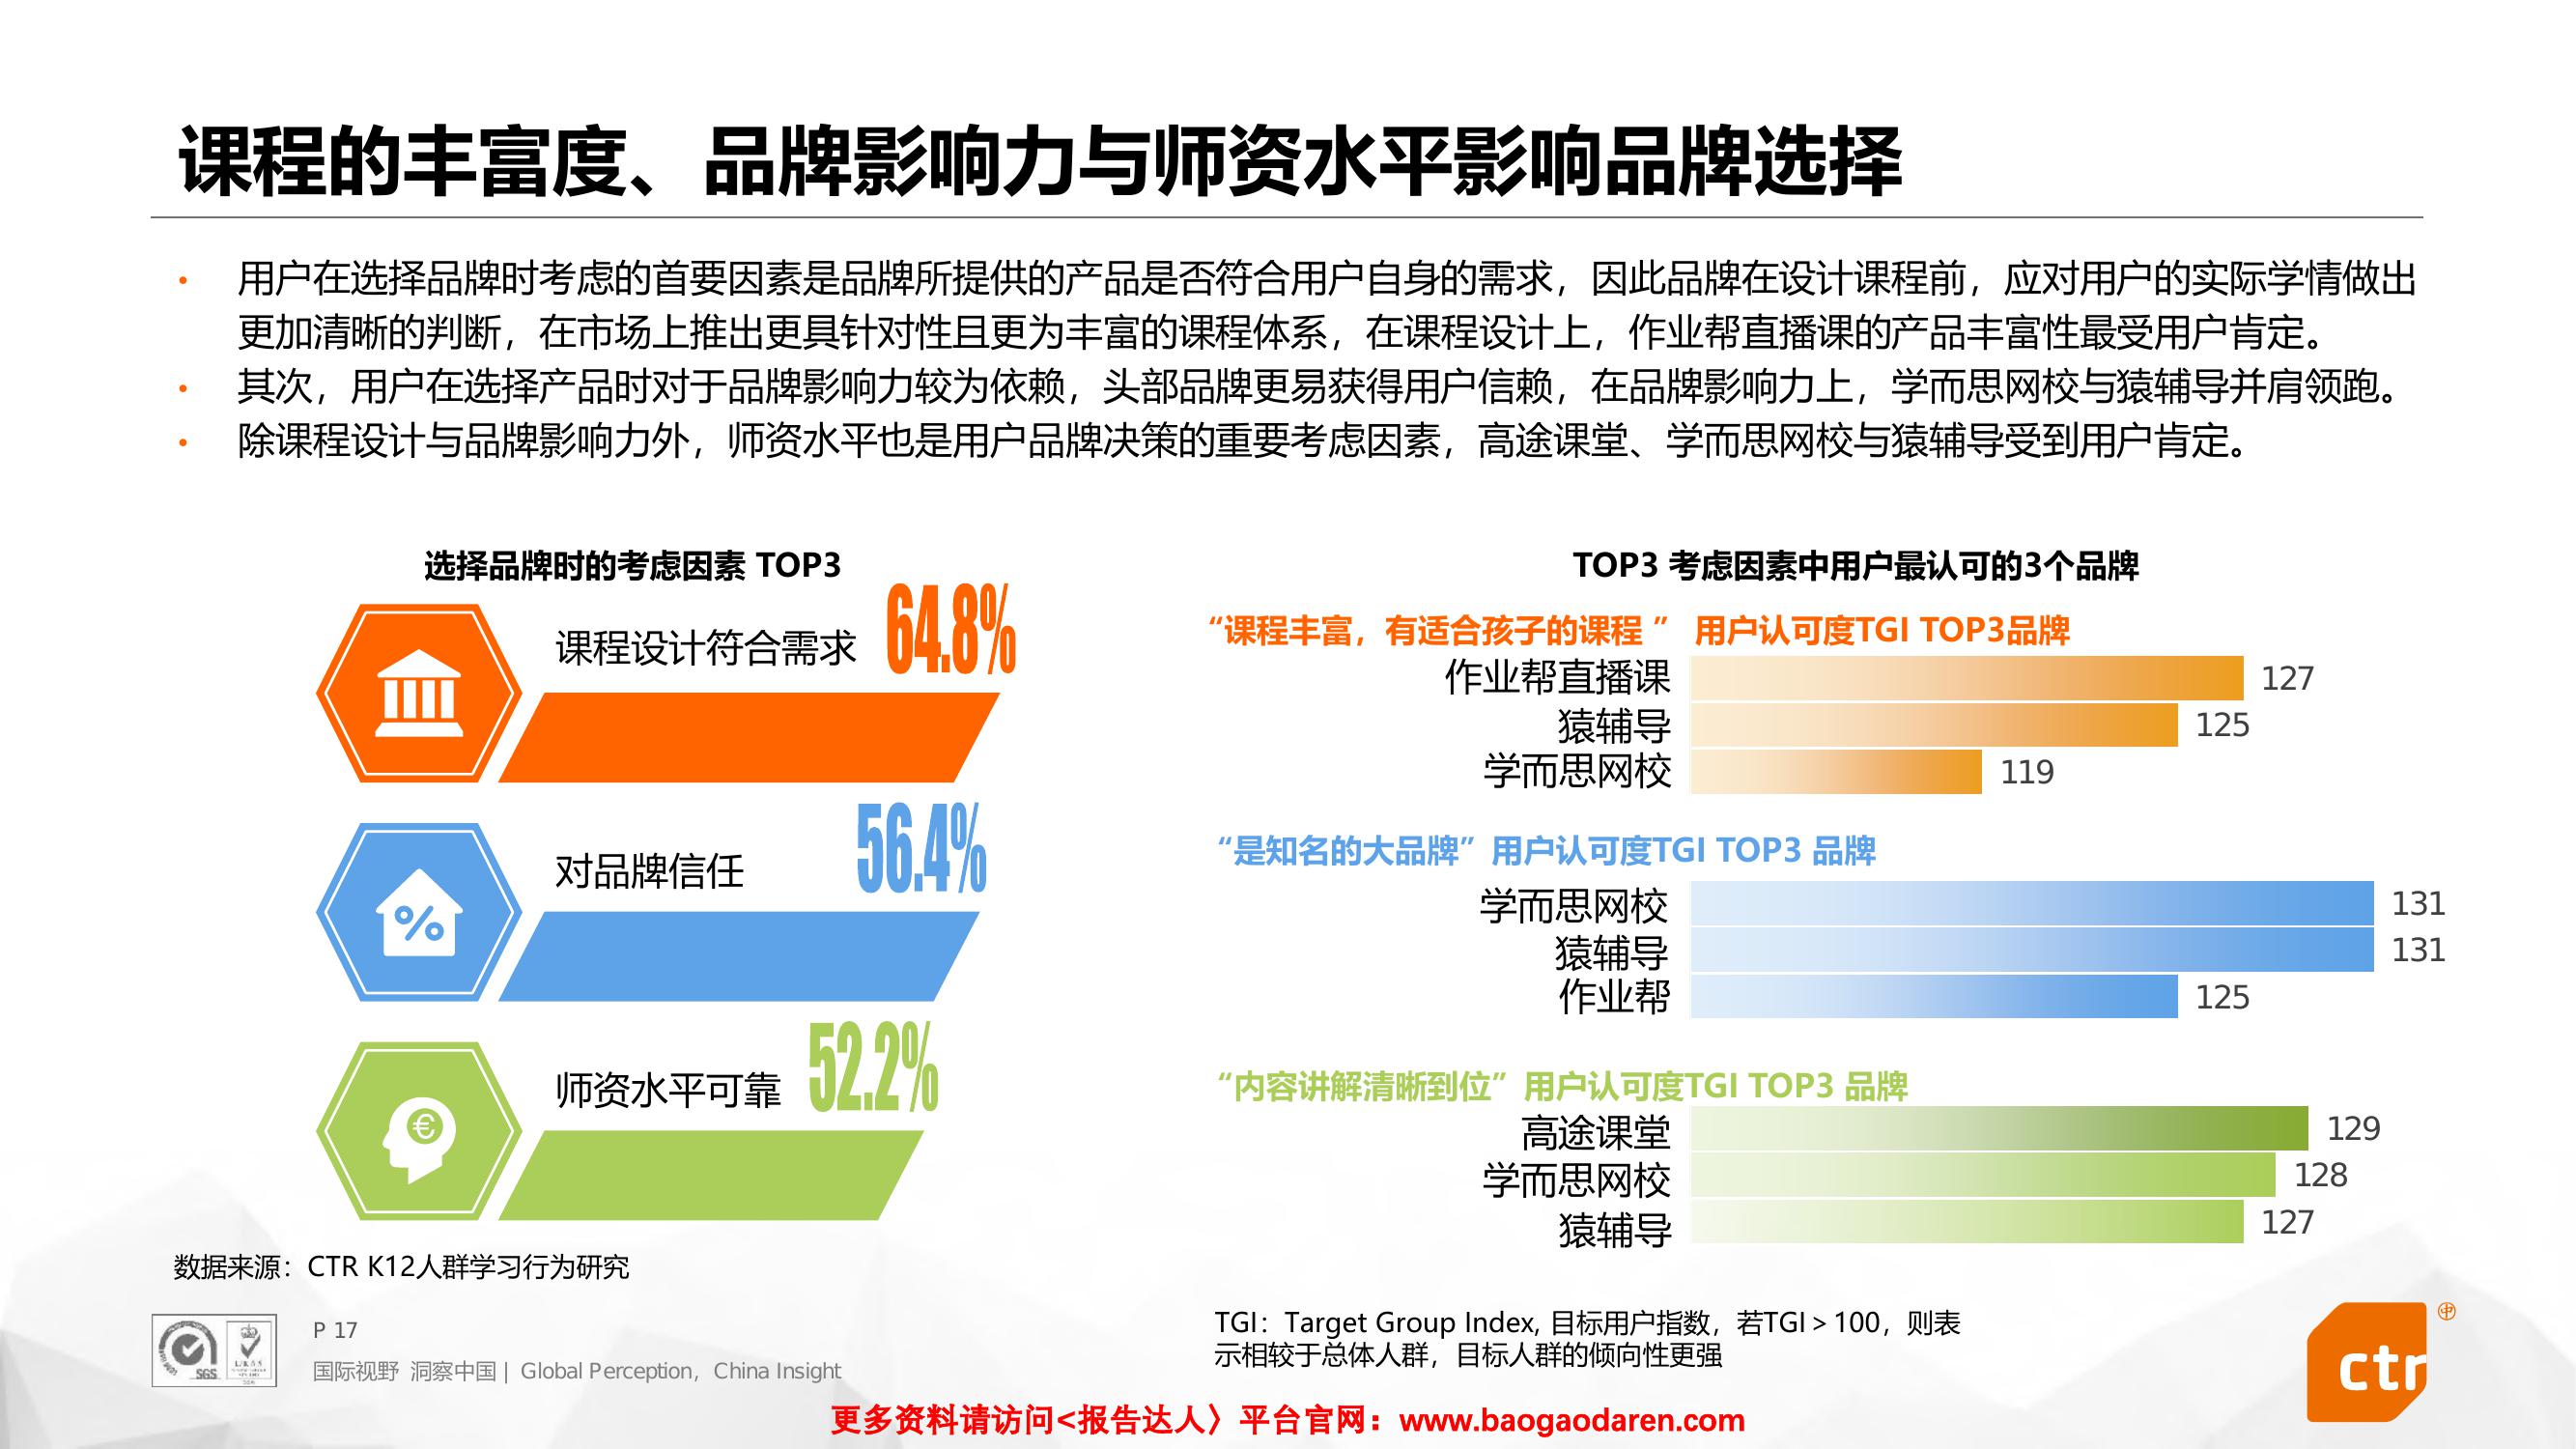 课程的丰富度、品牌影响力与师资水平影响品牌选择
• 用户在选择品牌时考虑的首要因素是品牌所提供的产品是否符合用户自身的需求，因此品牌在设计课程前，应对用户的实际学情做出
更加清晰的判断，在市场上推出更具针对性且更为丰富的课程体系，在课程设计上，作业帮直播课的产品丰富性最受用户肯定。
• 其次，用户在选择产品时对于品牌影响力较为依赖，头部品牌更易获得用户信赖，在品牌影响力上，学而思网校与猿辅导并肩领跑。
• 除课程设计与品牌影响力外，师资水平也是用户品牌决策的重要考虑因素，高途课堂、学而思网校与猿辅导受到用户肯定。
选择品牌时的考虑因素 TOP3
课程设计符合需求 64.8%
%
对品牌信任 56.4%
€
师资水平可靠 52.2%
TOP3 考虑因素中用户最认可的3个品牌
“课程丰富，有适合孩子的课程 ” 用户认可度TGI TOP3品牌
作业帮直播课 127
猿辅导 125
学而思网校 119
“是知名的大品牌”用户认可度TGI TOP3 品牌
学而思网校 131
猿辅导 131
作业帮 125
“内容讲解清晰到位”用户认可度TGI TOP3 品牌
高途课堂 129
学而思网校 128
猿辅导 127
数据来源：CTR K12人群学习行为研究
TGI：Target Group Index, 目标用户指数，若TGI＞100，则表
示相较于总体人群，目标人群的倾向性更强
SGS
P 17
国际视野 洞察中国 | Global Perception，China Insight
ctr
更多资料请访问<报告达人〉平台官网：www.baogaodaren.com